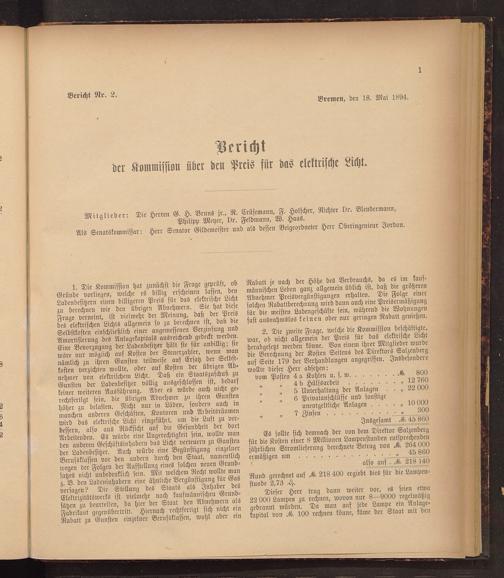 1
Bericht Nr. 2.
Bremen, den 18. Mai 1894.
Bericht
der Kommission über den Preis für das elektrische Licht.
Mitglieder: Die Herren G. H. Bruns jr., R. Crüsemann, F. Holscher, Richter Dr. Blendermann,
Philipp Meyer, Dr. Feldmann, W. Haas.
Als Senatskommissar: Herr Senator Gildemeister und als dessen Beigeordneter Herr Oberingenieur Jordan.
1. Die Kommission hat zunächst die Frage geprüft, ob
Gründe vorliegen, welche es billig erscheinen lassen, den
Ladenbesitzern einen billigeren Preis für das elektrische Licht
zu berechnen wie den übrigen Abnehmern. Sie hat diese
Frage verneint, ist vielmehr der Meinung, daß der Preis
des elektrischen Lichts allgemein so zu berechnen ist, daß die
Selbstkosten einschließlich einer angemessenen Verzinsung und
Amortisierung des Anlagekapitals ausreichend gedeckt werden.
Eine Bevorzugung der Ladenbesitzer hält sie für unbillig; sie
wäre nur möglich auf Kosten der Steuerzahler, wenn man
nämlich zu ihren Gunsten teilweise auf Ersatz der Selbst-
kosten verzichten wollte, oder auf Kosten der übrigen Ab-
nehmer von elektrischem Licht. Daß ein Staatszuschuß zu
Gunsten der Ladenbesitzer völlig ausgeschlossen ist, bedarf
keiner weiteren Ausführung. Aber es würde auch nicht ge-
rechtfertigt sein, die übrigen Abnehmer zu ihren Gunsten
höher zu belasten. Nicht nur in Läden, sondern auch in
manchen anderen Geschäften, Kontoren und Arbeitsräumen
wird das elektrische Licht eingeführt, um die Luft zu ver-
bessern, also aus Rücksicht auf die Gesundheit der dort
Arbeitenden. Es würde eine Ungerechtigkeit sein, wollte man
den anderen Geschäftsinhabern das Licht verteuern zu Gunsten
der Ladenbesitzer. Auch würde eine Begünstigung einzelner
Berufsklassen vor den andern durch den Staat, namentlich
wegen der Folgen der Aufstellung eines solchen neuen Grund-
satzes nicht unbedenklich sein. Mit welchem Recht wollte man
z. B. den Ladeninhabern eine ähnliche Vergünstigung für Gas
versagen? Die Stellung des Staats als Inhaber des
Elektrizitätswerks ist vielmehr nach kaufmännischen Grund-
sätzen zu beurteilen, da hier der Staat den Abnehmern als
Fabrikant gegenübertritt. Hiernach rechtfertigt sich nicht ein
Rabatt zu Gunsten einzelner Berufsklassen, wohl aber ein
Rabatt je nach der Höhe des Verbrauchs, da es im kauf-
männischen Leben ganz allgemein üblich ist, daß die größeren
Abnehmer Preisvergünstigungen erhalten. Die Folge einer
solchen Rabattberechnung wird dann auch eine Preisermäßigung
für die meisten Ladengeschäfte sein, während die Wohnungen
fast ausnahmslos keinen oder nur geringen Rabatt genießen.
2. Die zweite Frage, welche die Kommission beschäftigte,
war, ob nicht allgemein der Preis für das elektrische Licht
herabgesetzt werden könne. Von einem ihrer Mitglieder wurde
die Berechnung der Kosten Seitens des Direktors Salzenberg
auf Seite 179 der Verhandlungen angegriffen. Insbesondere
wollte dieser Herr absetzen:
vom Posten 4 a Kohlen u. s. w. . . ℳ 800
„ „ 4 b Hülfsarbeit . . . . „ 12 760
„ „ 5 Unterhaltung der Anlagen . „ 22 000
„ „ 6 Preisausschläge und sonstige
unvorgesehene Anlagen . . „ 10 000
„ „ 7 Zinsen . . . . . . „ 300
Insgesamt ℳ 45 860
Es sollte sich demnach der von dem Direktor Salzenberg
für die Kosten einer 8 Millionen Lampenstunden entsprechenden
jährlichen Stromlieferung berechnete Betrag von ℳ 264 000
ermäßigen um . . . . . . . . . . „ 45 860
also auf . . ℳ 218 140
Rund gerechnet auf ℳ 218 400 ergiebt dies für die Lampen-
stunde 2,73 ₰.
Dieser Herr trug dann weiter vor, es seien etwa
22 000 Lampen zu rechnen, wovon nur 8—9000 regelmäßig
gebrannt würden. Da man auf jede Lampe ein Anlage-
kapital von ℳ 100 rechnen könne, käme der Staat mit den